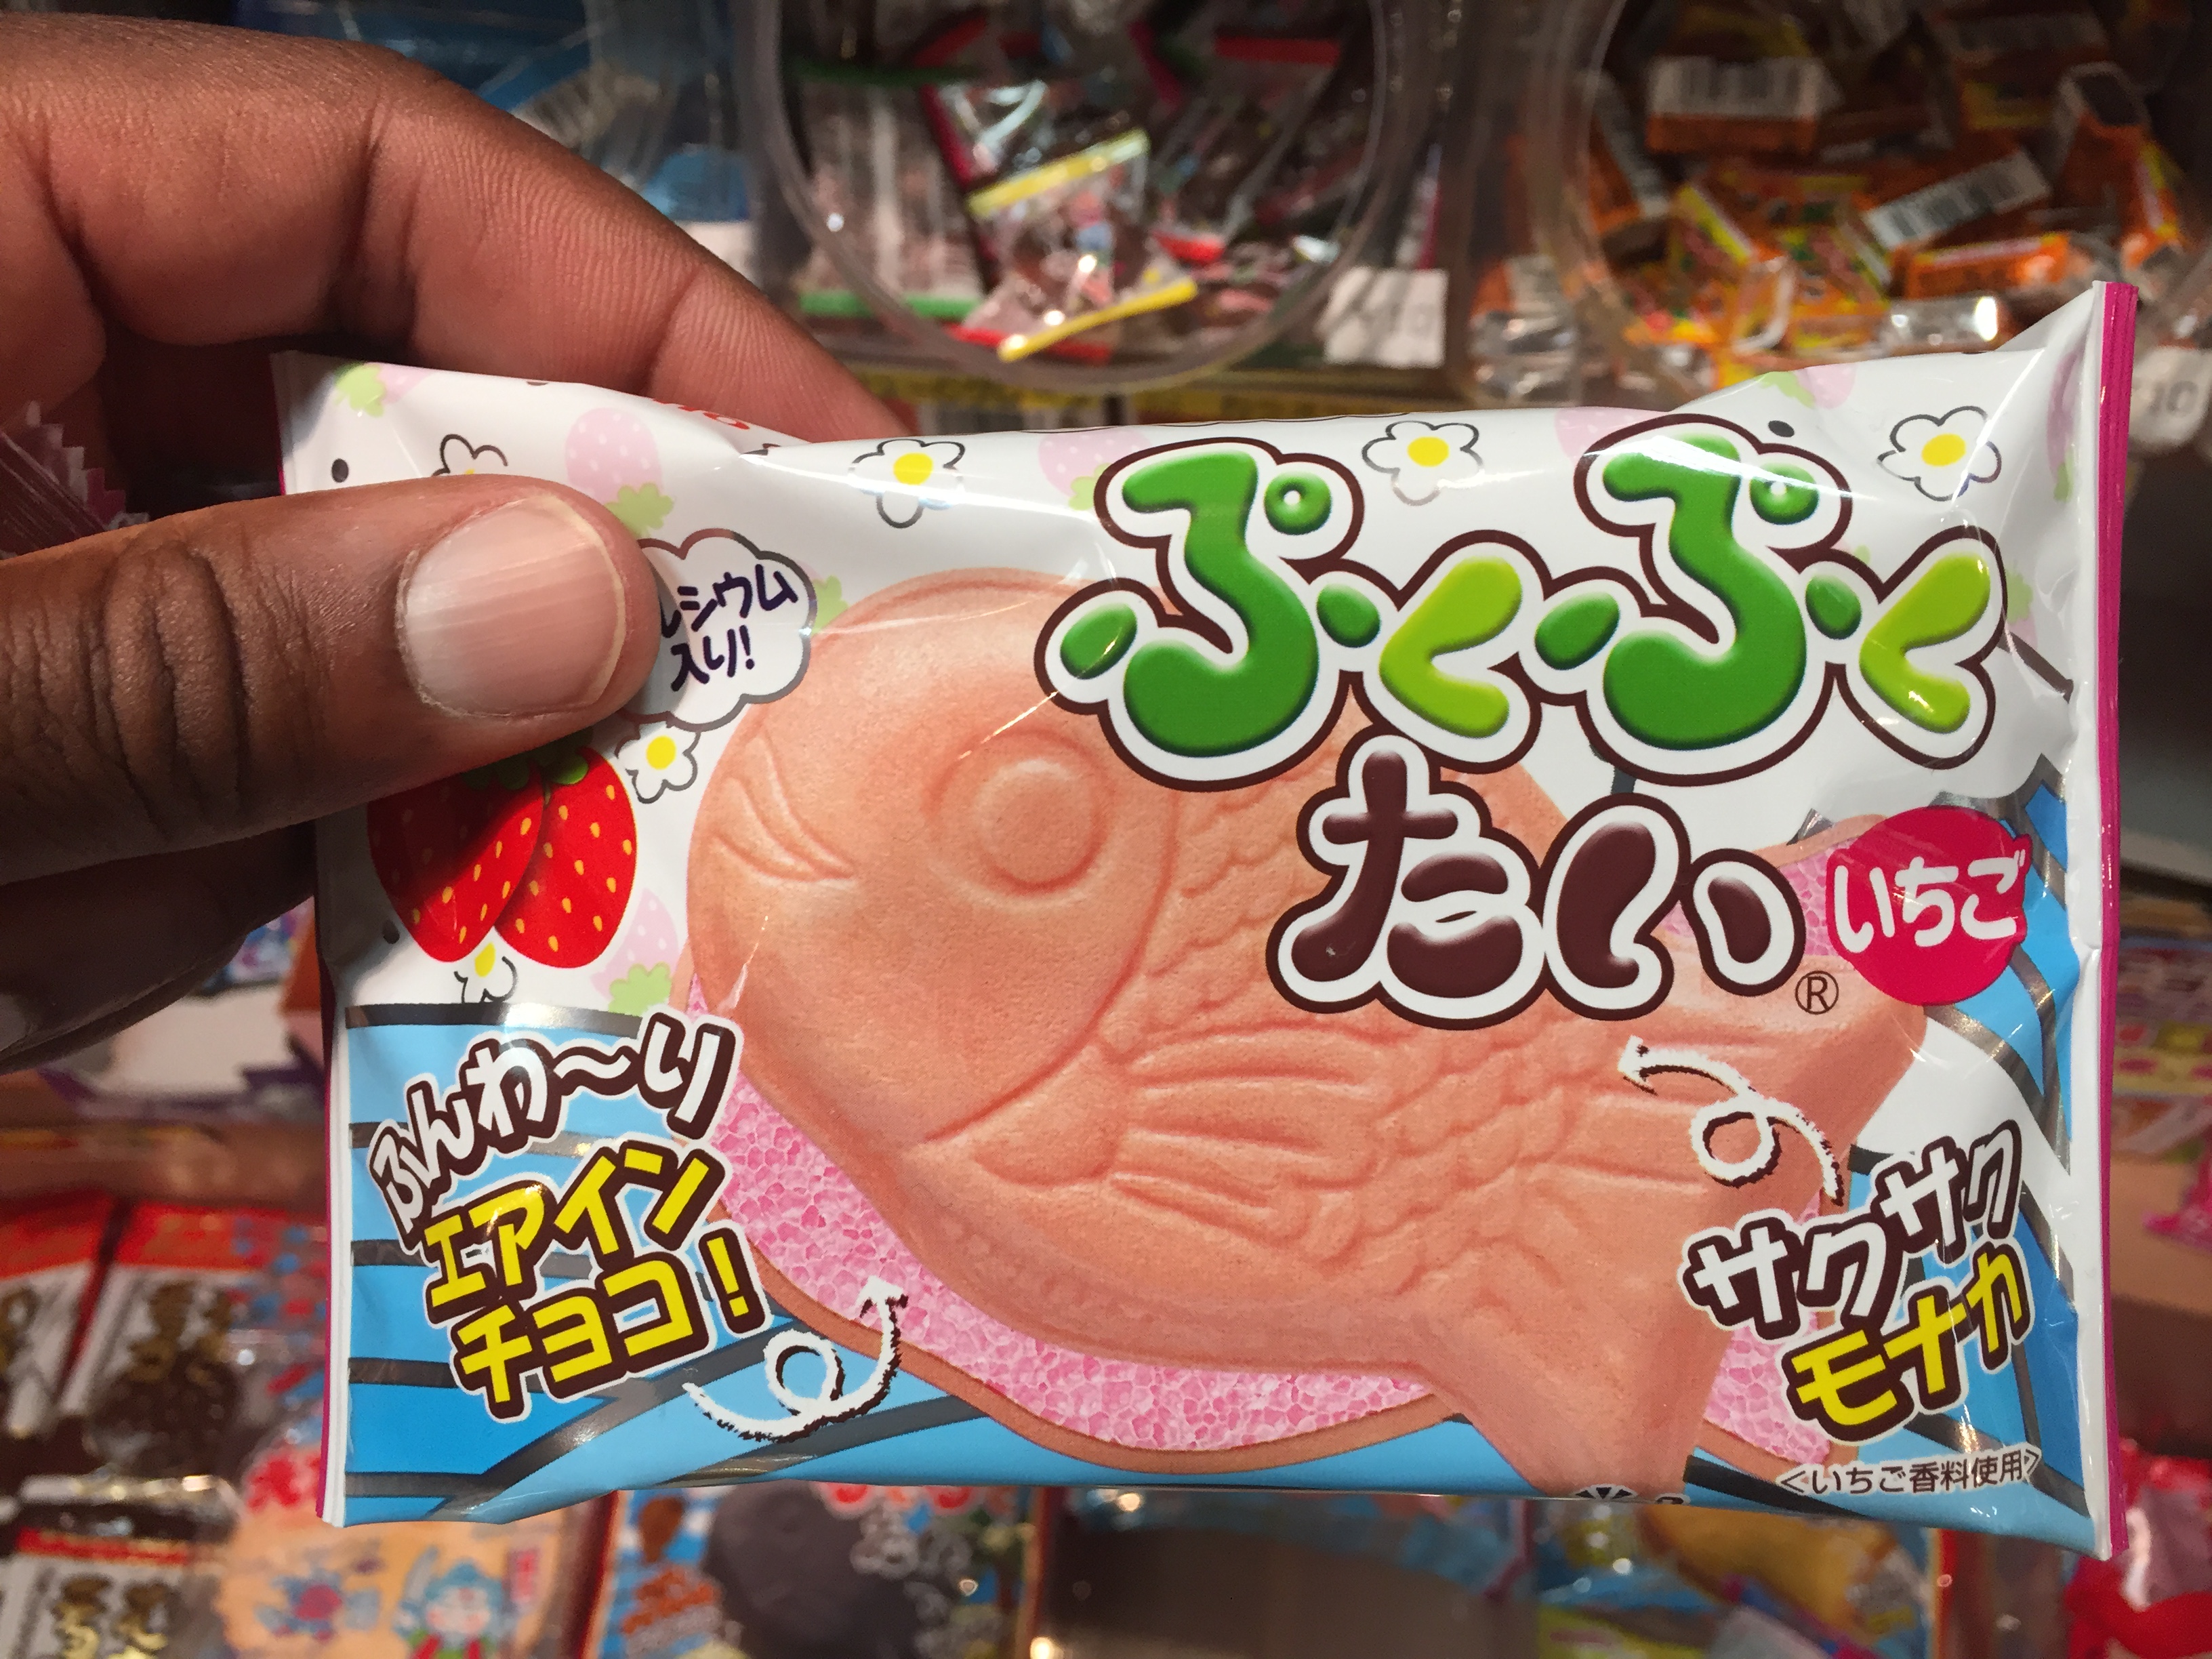 レシウム
入り!
ぷくぷく
たい®
いちご
ふんわ～り
エアイン
チョコ!
サクサク
モナカ
<いちご香料使用>